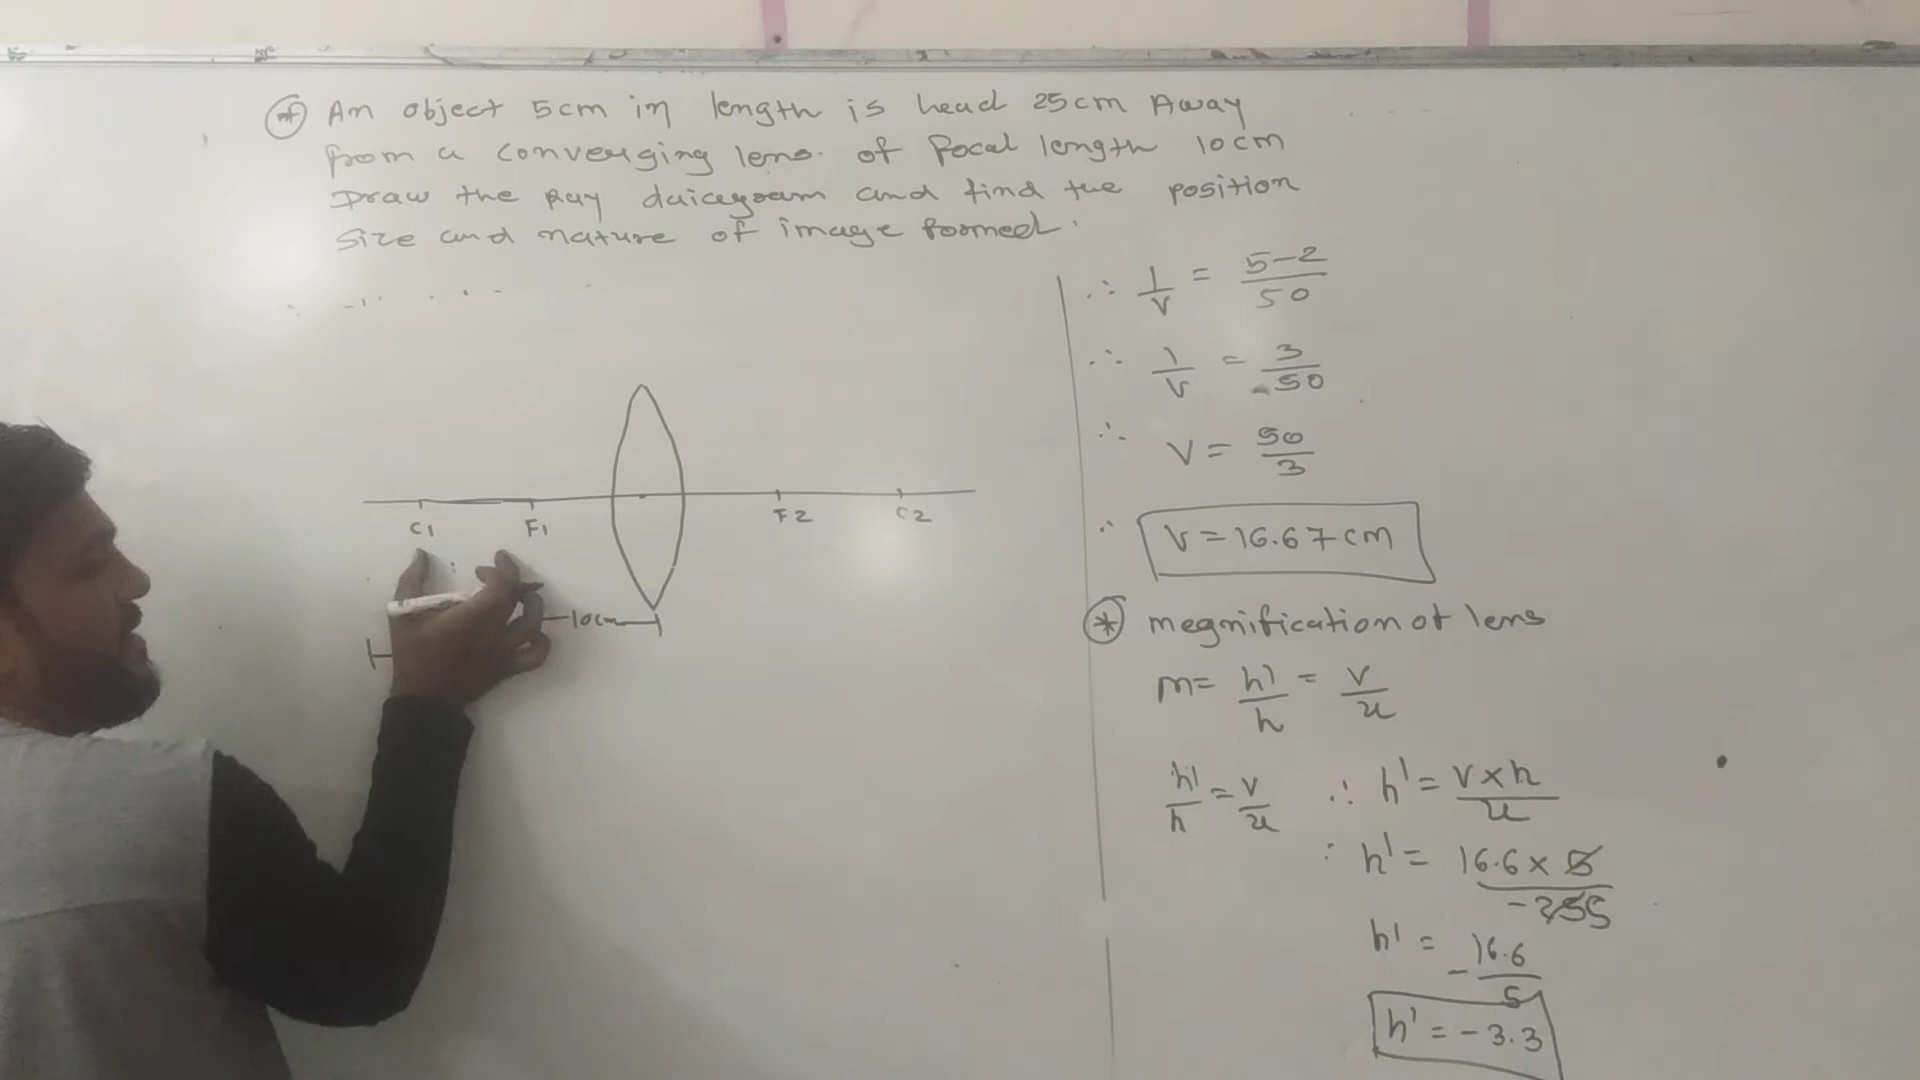 * An object 5cm in length is head 25cm Away
from a converging lens. of focal length 10cm
Draw the Ray daicegram and find the position
size and nature of image formed.
C1 F1 F2 C2
10cm
∴ 1/v = 5-2/50
∴ 1/v = 3/50
∴ v = 50/3
∴ v = 16.67cm
* megnification of lens
m = h'/h = v/u
h'/h = v/u ∴ h' = v×h/u
∴ h' = 16.6 × 5/-25 5
h' = -16.6/5
h' = -3.3